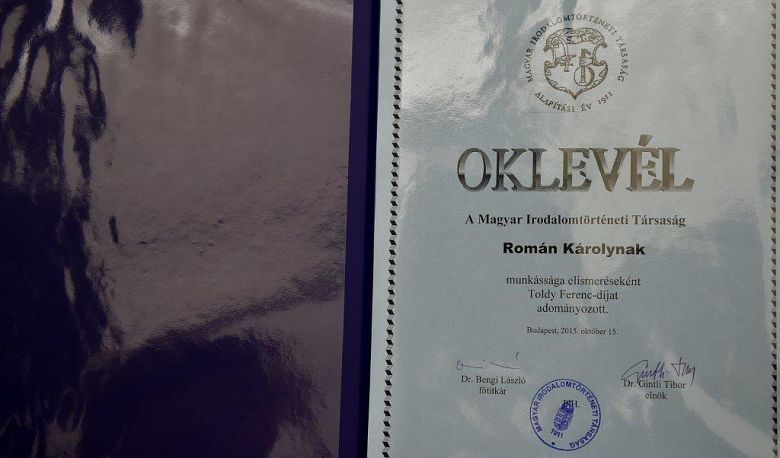 MAGYAR IRODALOMTÖRTÉNETI TÁRSASÁG
ALAPÍTÁSI ÉV 1911
OKLEVÉL
A Magyar Irodalomtörténeti Társaság
Román Károlynak
munkássága elismeréseként
Toldy Ferenc-díjat
adományozott.
Budapest, 2015. október 15.
Dr. Bengi László
főtitkár
Dr. Gintli Tibor
elnök
P.H.
MAGYAR IRODALOMTÖRTÉNETI TÁRSASÁG
1911